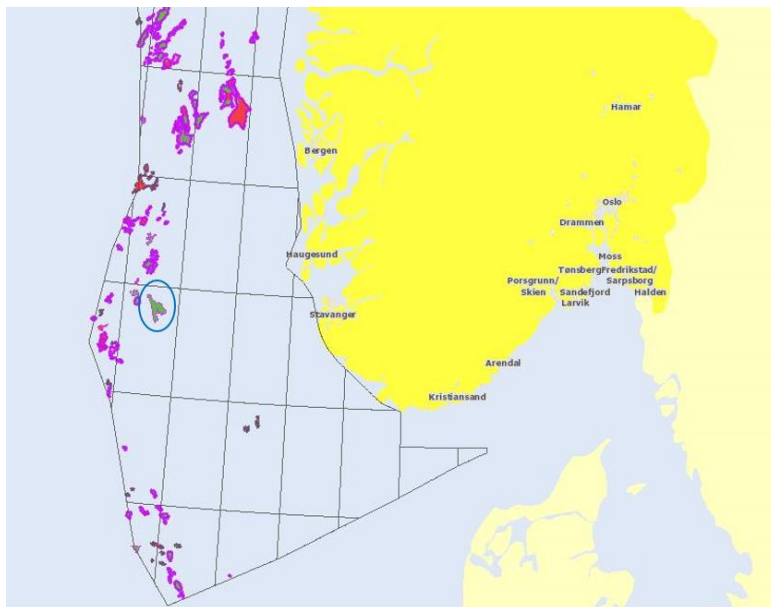 Hamar
Bergen
Oslo
Drammen
Haugesund
Moss
Tønsberg
Fredrikstad/
Porsgrunn/
Sarpsborg
Skien
Sandefjord
Halden
Larvik
Stavanger
Arendal
Kristiansand